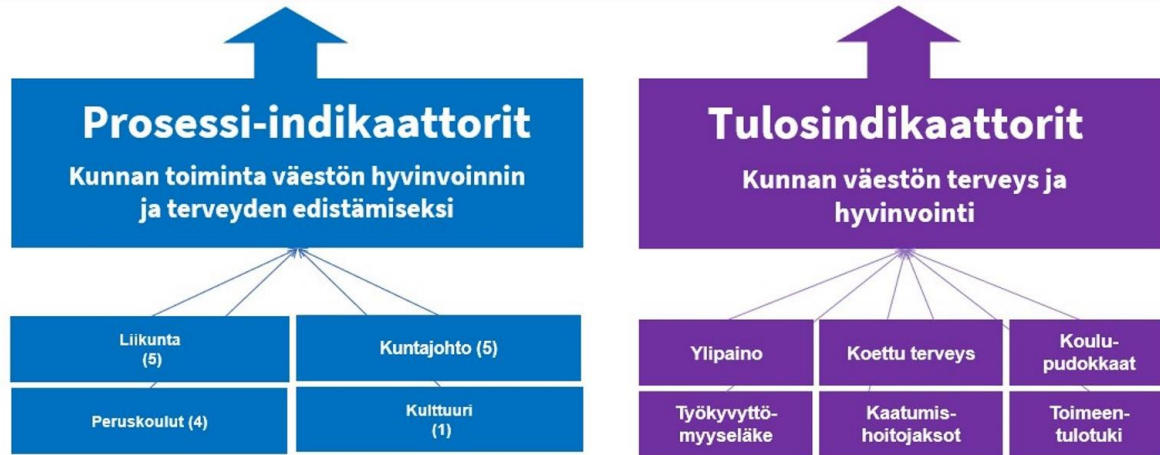 Prosessi-indikaattorit
Kunnan toiminta väestön hyvinvoinnin
ja terveyden edistämiseksi
Liikunta
(5)
Kuntajohto (5)
Peruskoulut (4)
Kulttuuri
(1)
Tulosindikaattorit
Kunnan väestön terveys ja
hyvinvointi
Ylipaino
Koettu terveys
Koulu-
pudokkaat
Työkyvyttö-
myyseläke
Kaatumis-
hoitojaksot
Toimeen-
tulotuki